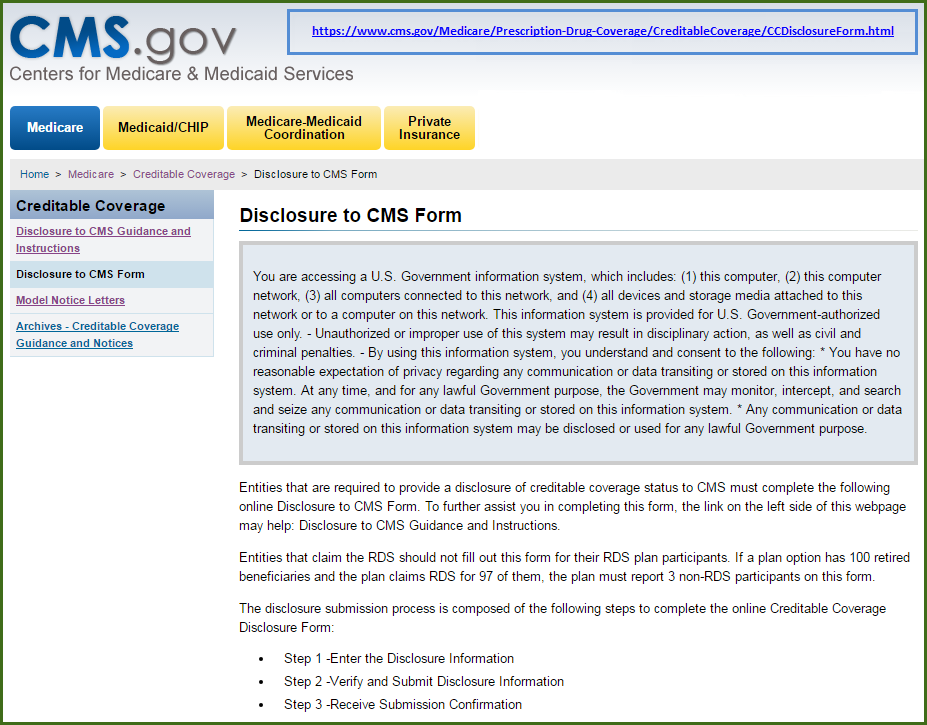 CMS.gov
https://www.cms.gov/Medicare/Prescription-Drug-Coverage/CreditableCoverage/CCDisclosureForm.html
Centers for Medicare & Medicaid Services
Medicare
Medicaid/CHIP
Medicare-Medicaid
Coordination
Private
Insurance
Home > Medicare > Creditable Coverage > Disclosure to CMS Form
Creditable Coverage
Disclosure to CMS Guidance and
Instructions
Disclosure to CMS Form
Model Notice Letters
Archives - Creditable Coverage
Guidance and Notices
Disclosure to CMS Form
You are accessing a U.S. Government information system, which includes: (1) this computer, (2) this computer
network, (3) all computers connected to this network, and (4) all devices and storage media attached to this
network or to a computer on this network. This information system is provided for U.S. Government-authorized
use only. - Unauthorized or improper use of this system may result in disciplinary action, as well as civil and
criminal penalties. - By using this information system, you understand and consent to the following: * You have no
reasonable expectation of privacy regarding any communication or data transiting or stored on this information
system. At any time, and for any lawful Government purpose, the Government may monitor, intercept, and search
and seize any communication or data transiting or stored on this information system. * Any communication or data
transiting or stored on this information system may be disclosed or used for any lawful Government purpose.
Entities that are required to provide a disclosure of creditable coverage status to CMS must complete the following
online Disclosure to CMS Form. To further assist you in completing this form, the link on the left side of this webpage
may help: Disclosure to CMS Guidance and Instructions.
Entities that claim the RDS should not fill out this form for their RDS plan participants. If a plan option has 100 retired
beneficiaries and the plan claims RDS for 97 of them, the plan must report 3 non-RDS participants on this form.
The disclosure submission process is composed of the following steps to complete the online Creditable Coverage
Disclosure Form:
• Step 1 -Enter the Disclosure Information
• Step 2 -Verify and Submit Disclosure Information
• Step 3 -Receive Submission Confirmation